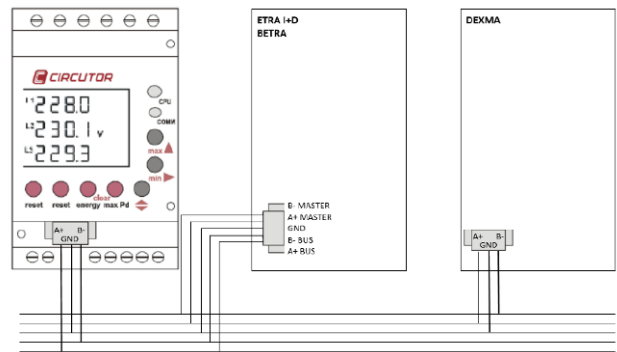 CIRCUTOR
L1 228.0
L2 230.1 v
L3 229.3
CPU
COMM
max
min
clear
reset reset energy max Pd
A+ B-
GND
ETRA I+D
BETRA
B- MASTER
A+ MASTER
GND
B- BUS
A+ BUS
DEXMA
A+ B-
GND